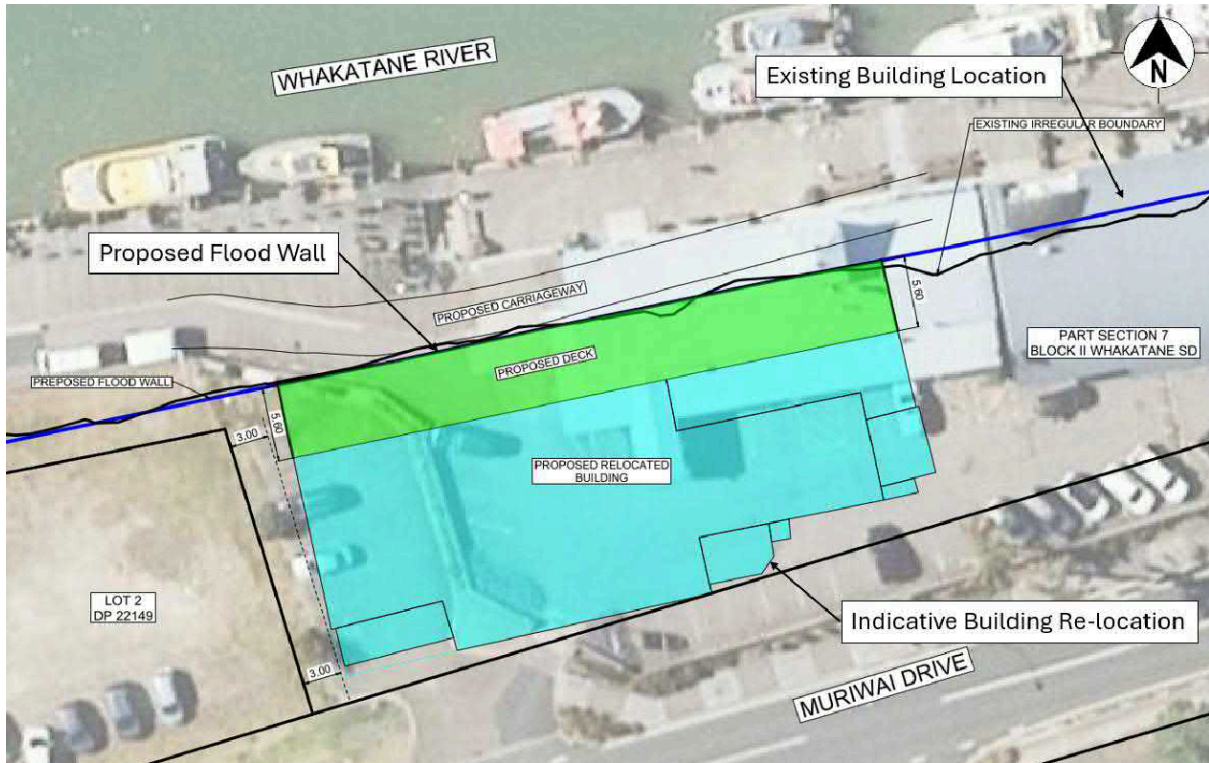 WHAKATANE RIVER
Existing Building Location
N
EXISTING IRREGULAR BOUNDARY
Proposed Flood Wall
PROPOSED CARRIAGEWAY
5.60
PROPOSED DECK
PART SECTION 7
BLOCK II WHAKATANE SD
PREPOSED FLOOD WALL
5.60
3.00
PROPOSED RELOCATED
BUILDING
LOT 2
DP 22149
Indicative Building Re-location
3.00
MURIWAI DRIVE